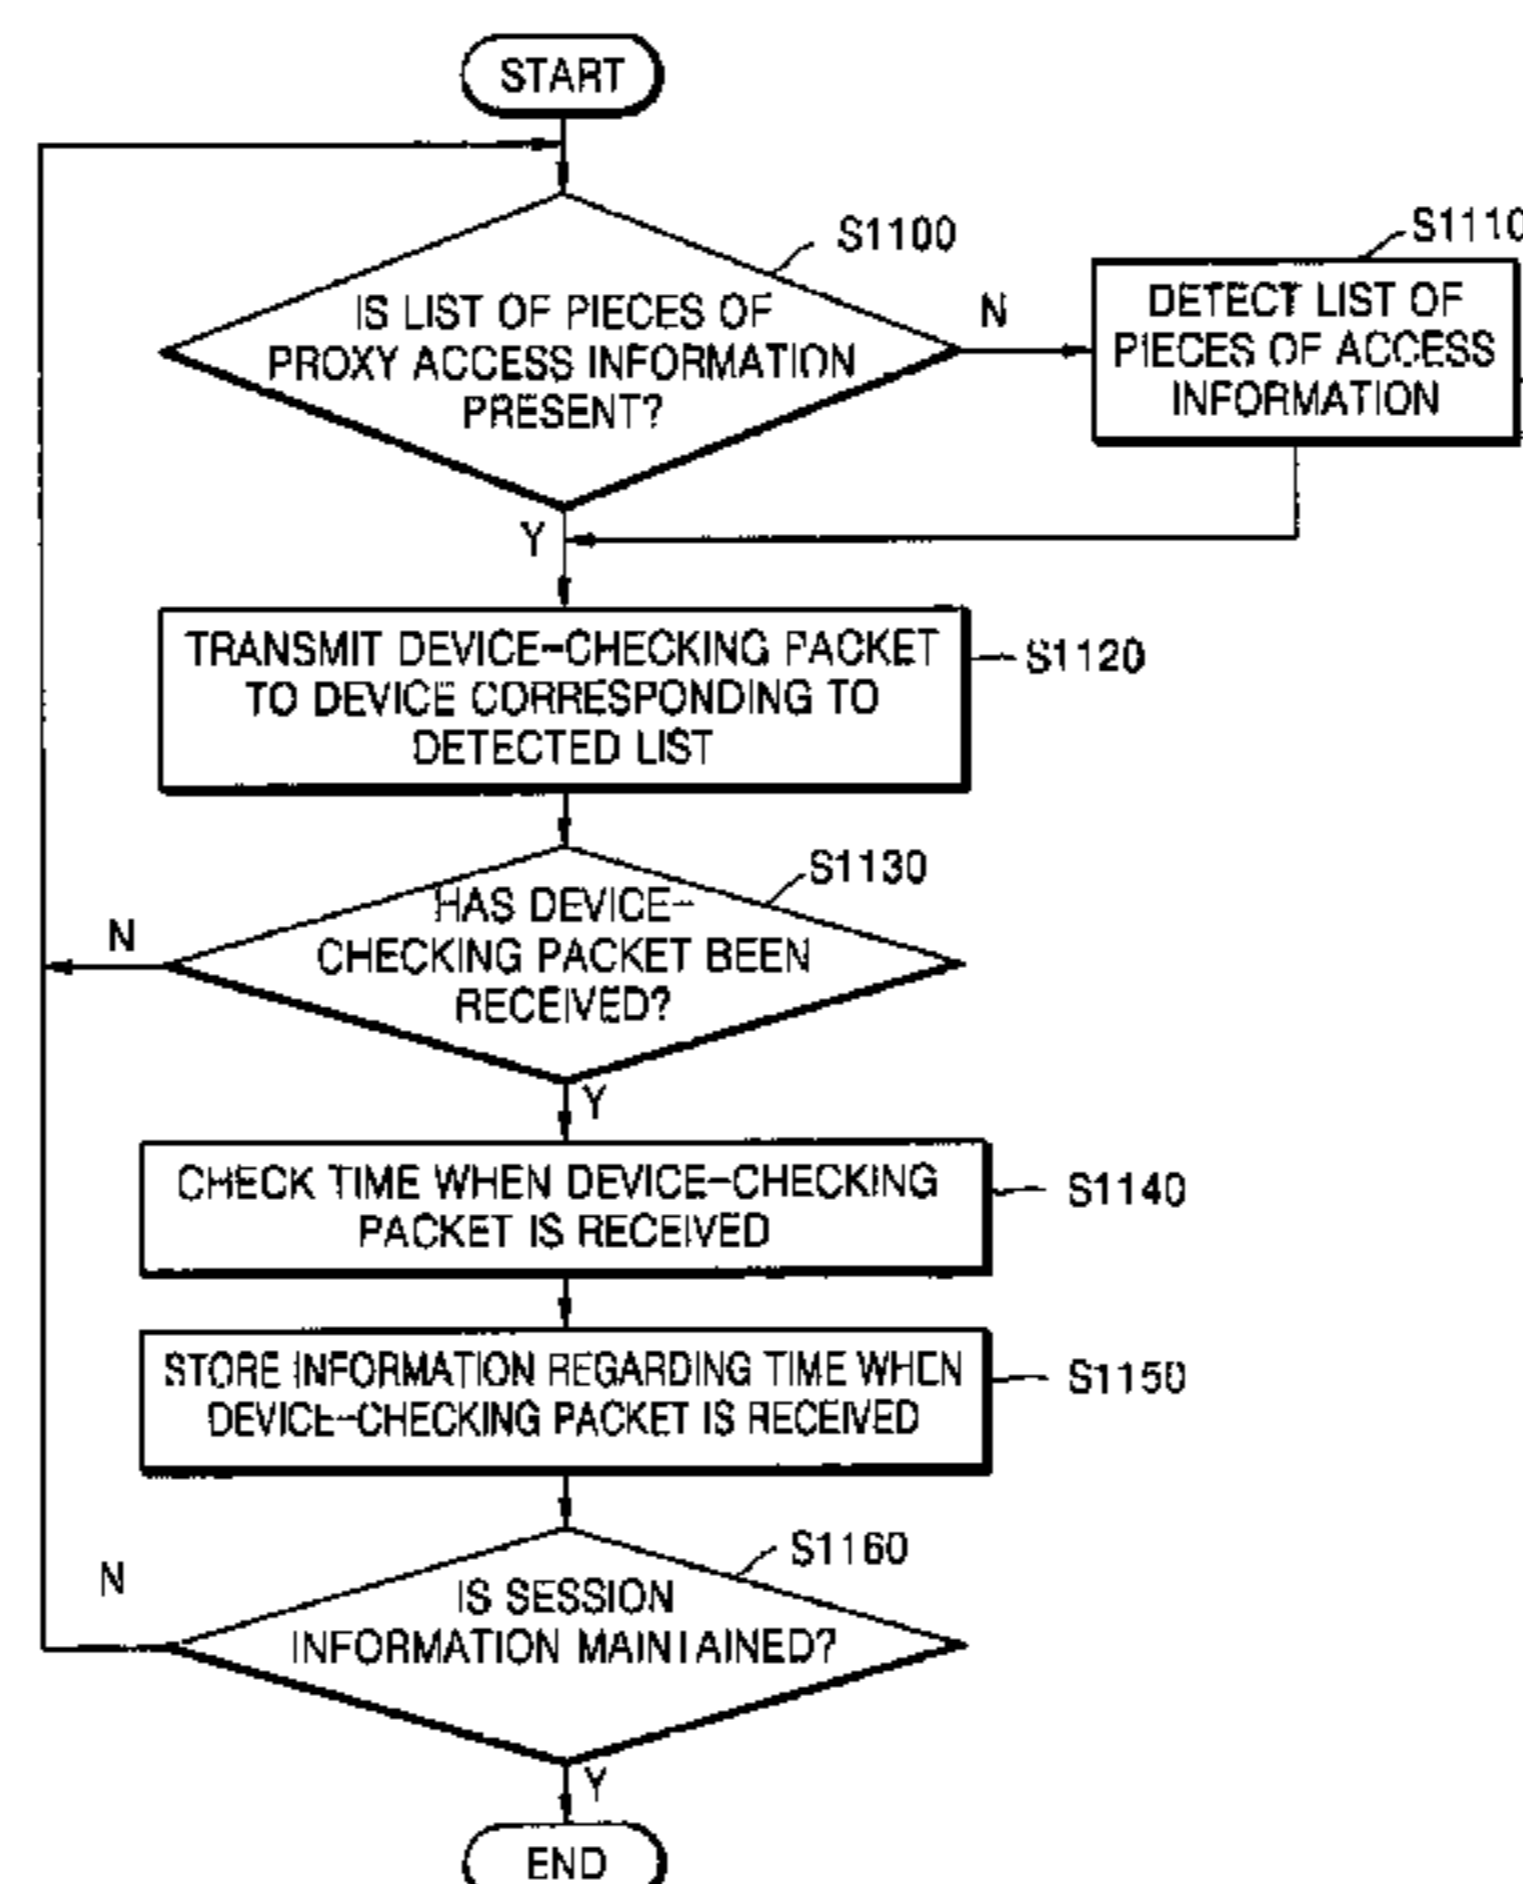 START
S1100
IS LIST OF PIECES OF
PROXY ACCESS INFORMATION
PRESENT?
N
S1110
DETECT LIST OF
PIECES OF ACCESS
INFORMATION
Y
TRANSMIT DEVICE-CHECKING PACKET
TO DEVICE CORRESPONDING TO
DETECTED LIST
S1120
S1130
HAS DEVICE-
CHECKING PACKET BEEN
RECEIVED?
N
Y
CHECK TIME WHEN DEVICE-CHECKING
PACKET IS RECEIVED
S1140
STORE INFORMATION REGARDING TIME WHEN
DEVICE-CHECKING PACKET IS RECEIVED
S1150
S1160
IS SESSION
INFORMATION MAINTAINED?
N
Y
END